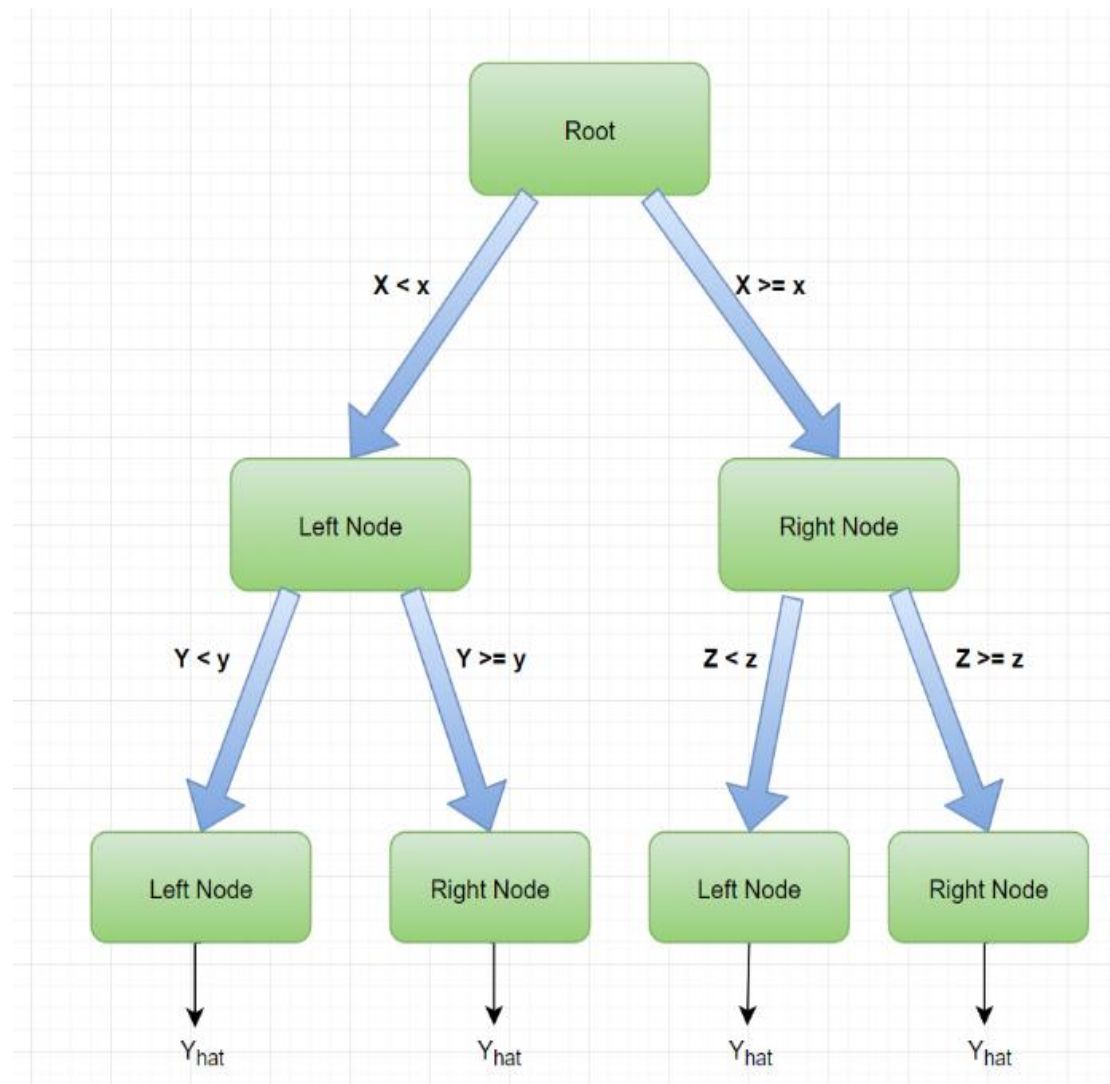 Root
X < x
X >= x
Left Node
Right Node
Y < y
Y >= y
Z < z
Z >= z
Left Node
Right Node
Left Node
Right Node
Yhat
Yhat
Yhat
Yhat